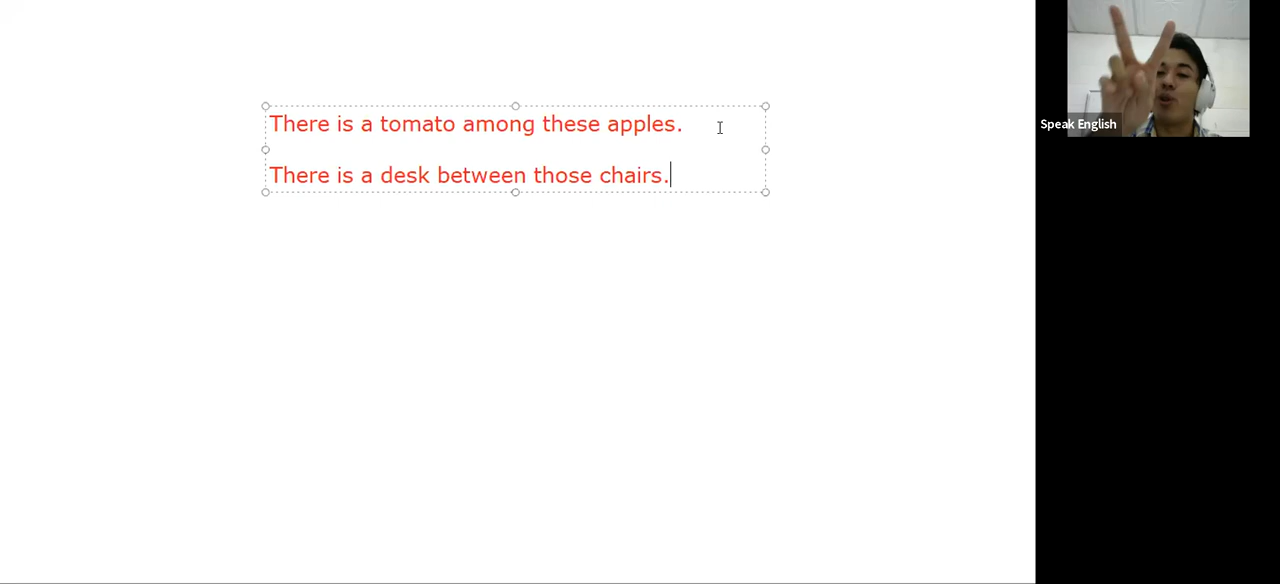 There is a tomato among these apples.
There is a desk between those chairs.
Speak English